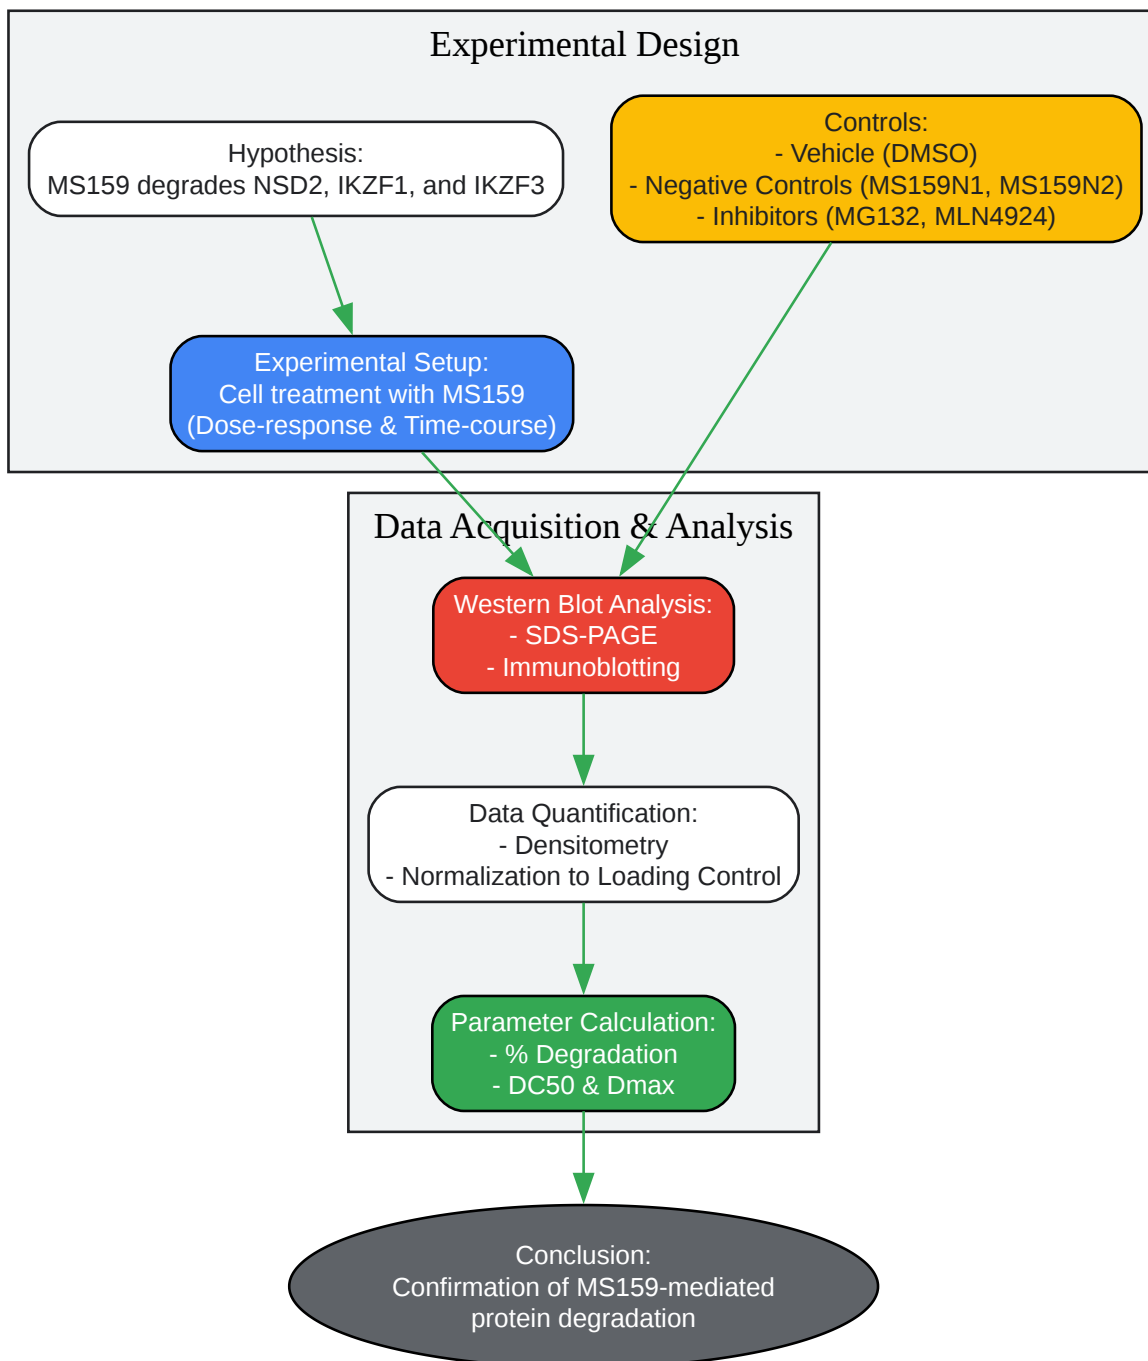 Experimental Design
Hypothesis:
MS159 degrades NSD2, IKZF1, and IKZF3
Controls:
- Vehicle (DMSO)
- Negative Controls (MS159N1, MS159N2)
- Inhibitors (MG132, MLN4924)
Experimental Setup:
Cell treatment with MS159
(Dose-response & Time-course)
Data Acquisition & Analysis
Western Blot Analysis:
- SDS-PAGE
- Immunoblotting
Data Quantification:
- Densitometry
- Normalization to Loading Control
Parameter Calculation:
- % Degradation
- DC50 & Dmax
Conclusion:
Confirmation of MS159-mediated
protein degradation